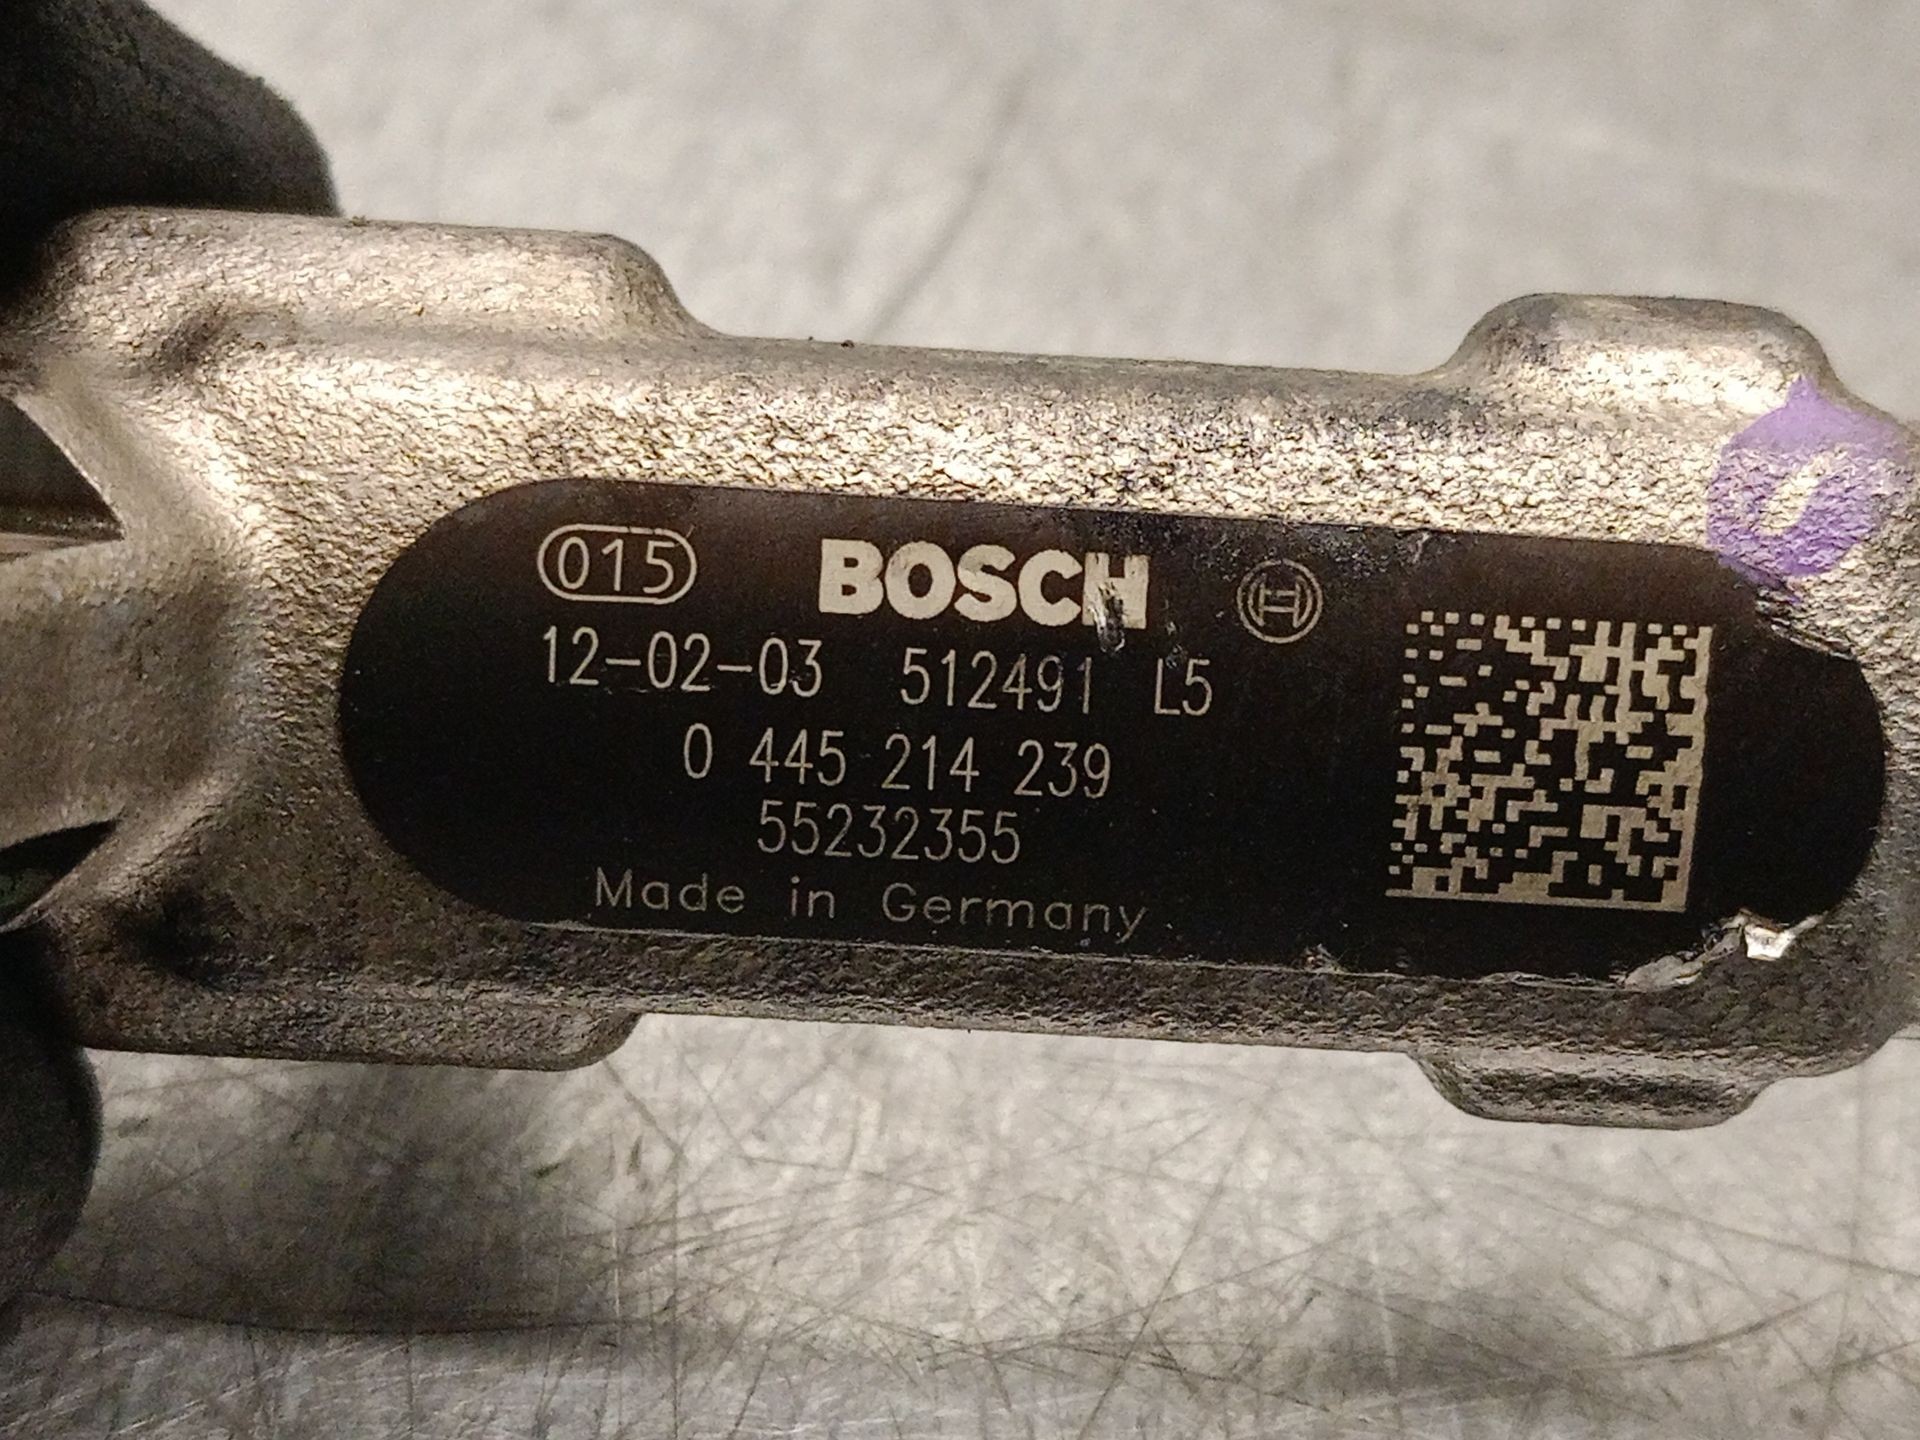 015 BOSCH
12-02-03 512491 L5
0 445 214 239
55232355
Made in Germany